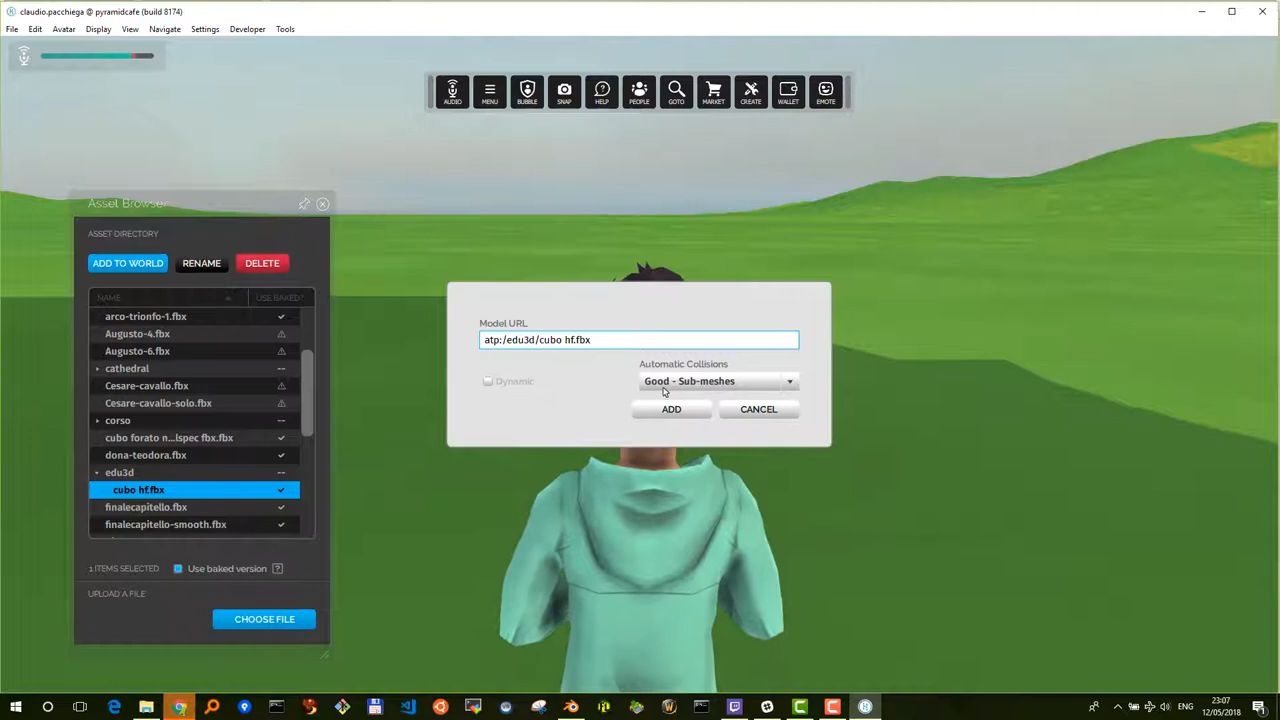 claudio.pacchiega @ pyramidcafe (build 8174)
File Edit Avatar Display View Navigate Settings Developer Tools
AUDIO MENU BUBBLE SNAP HELP PEOPLE GOTO MARKET CREATE WALLET EMOTE
Asset Browser
ASSET DIRECTORY
ADD TO WORLD RENAME DELETE
NAME USE BAKED?
arco-trionfo-1.fbx
Augusto-4.fbx
Augusto-6.fbx
cathedral --
Cesare-cavallo.fbx
Cesare-cavallo-solo.fbx
corso --
cubo forato n...lspec fbx.fbx
dona-teodora.fbx
edu3d --
cubo hf.fbx
finalecapitello.fbx
finalecapitello-smooth.fbx
1 ITEMS SELECTED Use baked version ?
UPLOAD A FILE
CHOOSE FILE
Model URL
atp:/edu3d/cubo hf.fbx
Automatic Collisions
Dynamic Good - Sub-meshes
ADD CANCEL
23:07
12/05/2018